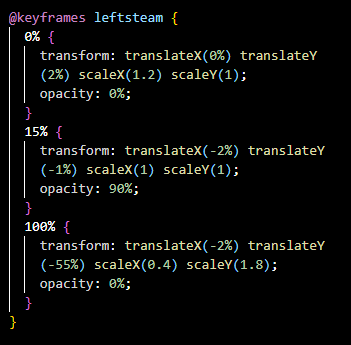 @keyframes leftsteam {
0% {
transform: translateX(0%) translateY
(2%) scaleX(1.2) scaleY(1);
opacity: 0%;
}
15% {
transform: translateX(-2%) translateY
(-1%) scaleX(1) scaleY(1);
opacity: 90%;
}
100% {
transform: translateX(-2%) translateY
(-55%) scaleX(0.4) scaleY(1.8);
opacity: 0%;
}
}